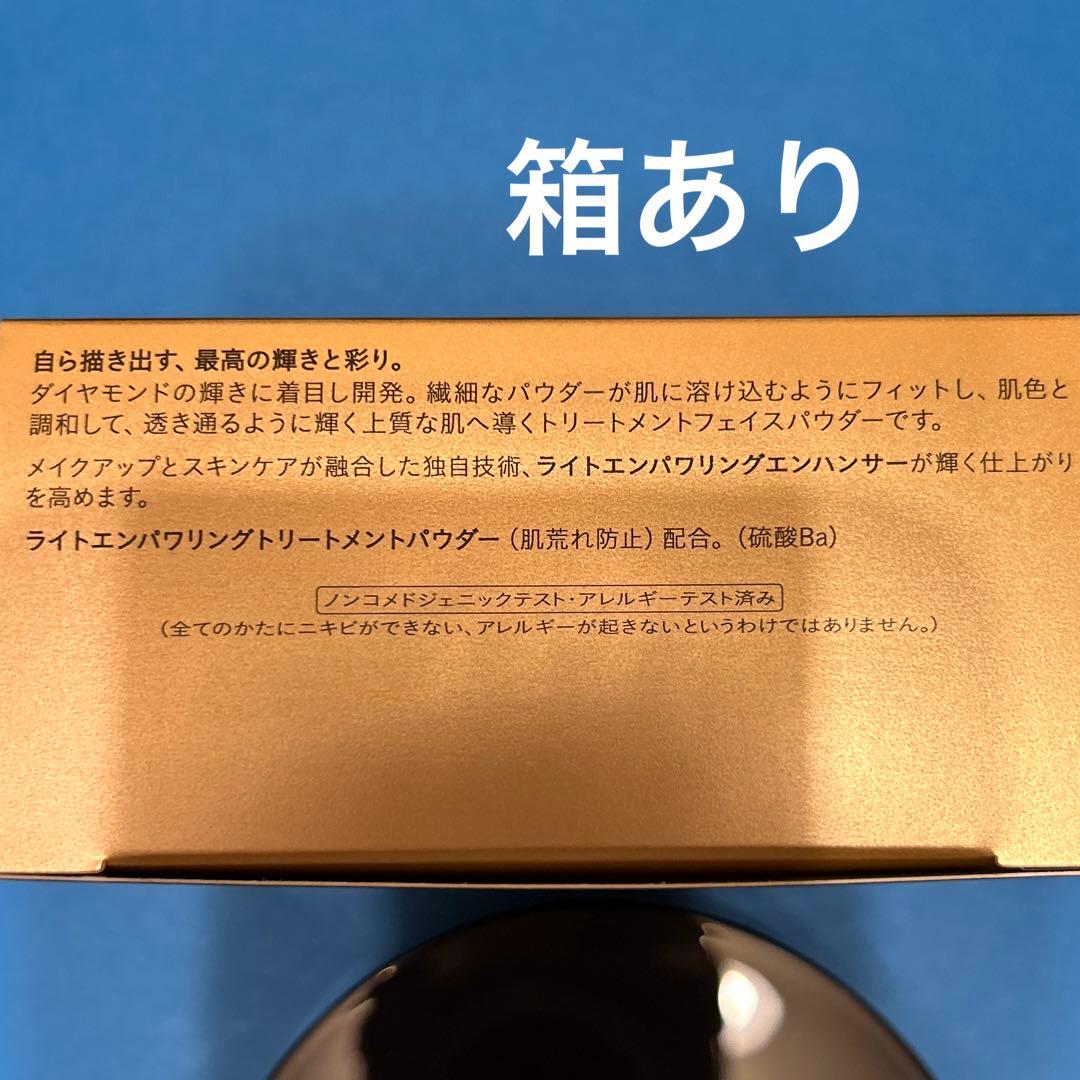 箱あり
自ら描き出す、最高の輝きと彩り。
ダイヤモンドの輝きに着目し開発。繊細なパウダーが肌に溶け込むようにフィットし、肌色と
調和して、透き通るように輝く上質な肌へ導くトリートメントフェイスパウダーです。
メイクアップとスキンケアが融合した独自技術、ライトエンパワリングエンハンサーが輝く仕上がり
を高めます。
ライトエンパワリングトリートメントパウダー（肌荒れ防止）配合。（硫酸Ba）
ノンコメドジェニックテスト・アレルギーテスト済み
（全てのかたにニキビができない、アレルギーが起きないというわけではありません。）